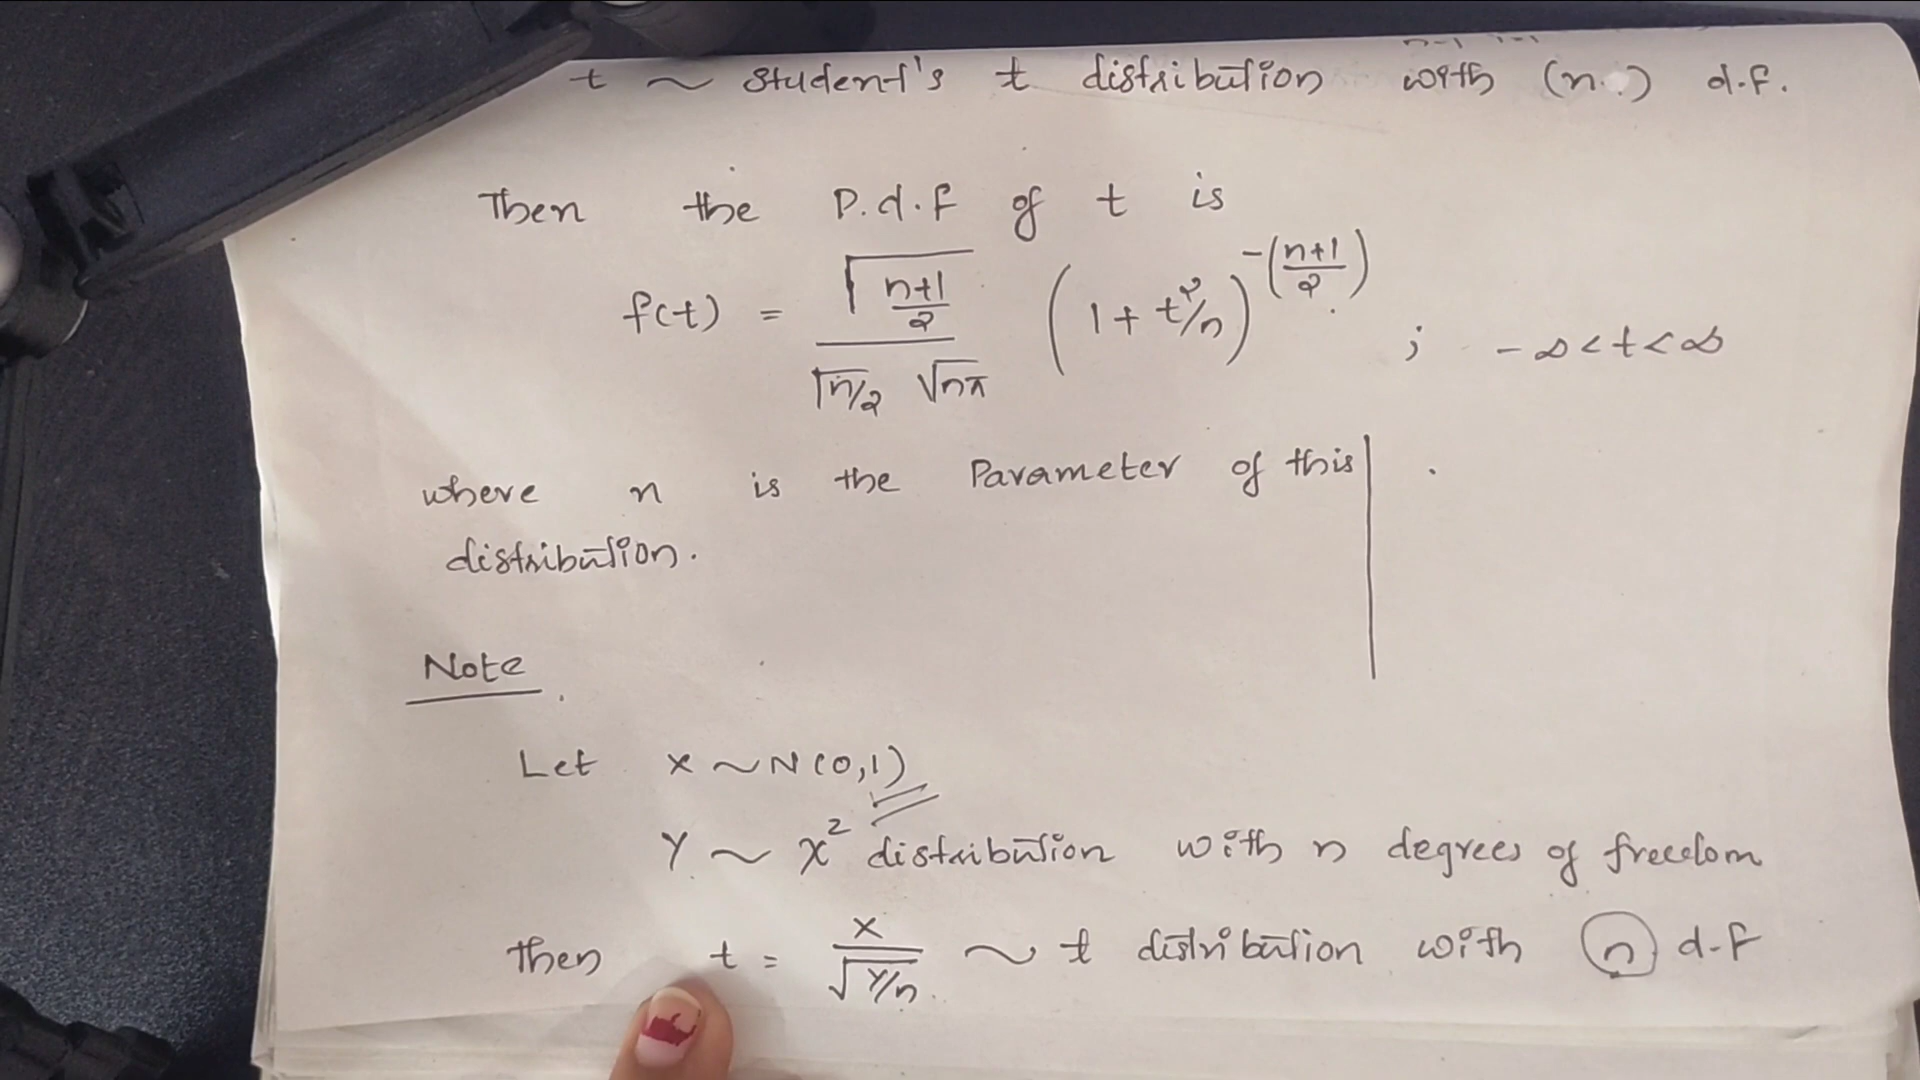 t ~ Student's t distribution with (n ) d.f.
Then the P.d.f of t is
f(t) = Γ(n+1)/2 / Γn/2 √nπ (1 + t²/n)^-((n+1)/2) ; -∞<t<∞
where n is the Parameter of this
distribution.
Note
Let X ~ N(0,1)
Y ~ χ² distribution with n degrees of freedom
Then t = X / √Y/n ~ t distribution with n d.f